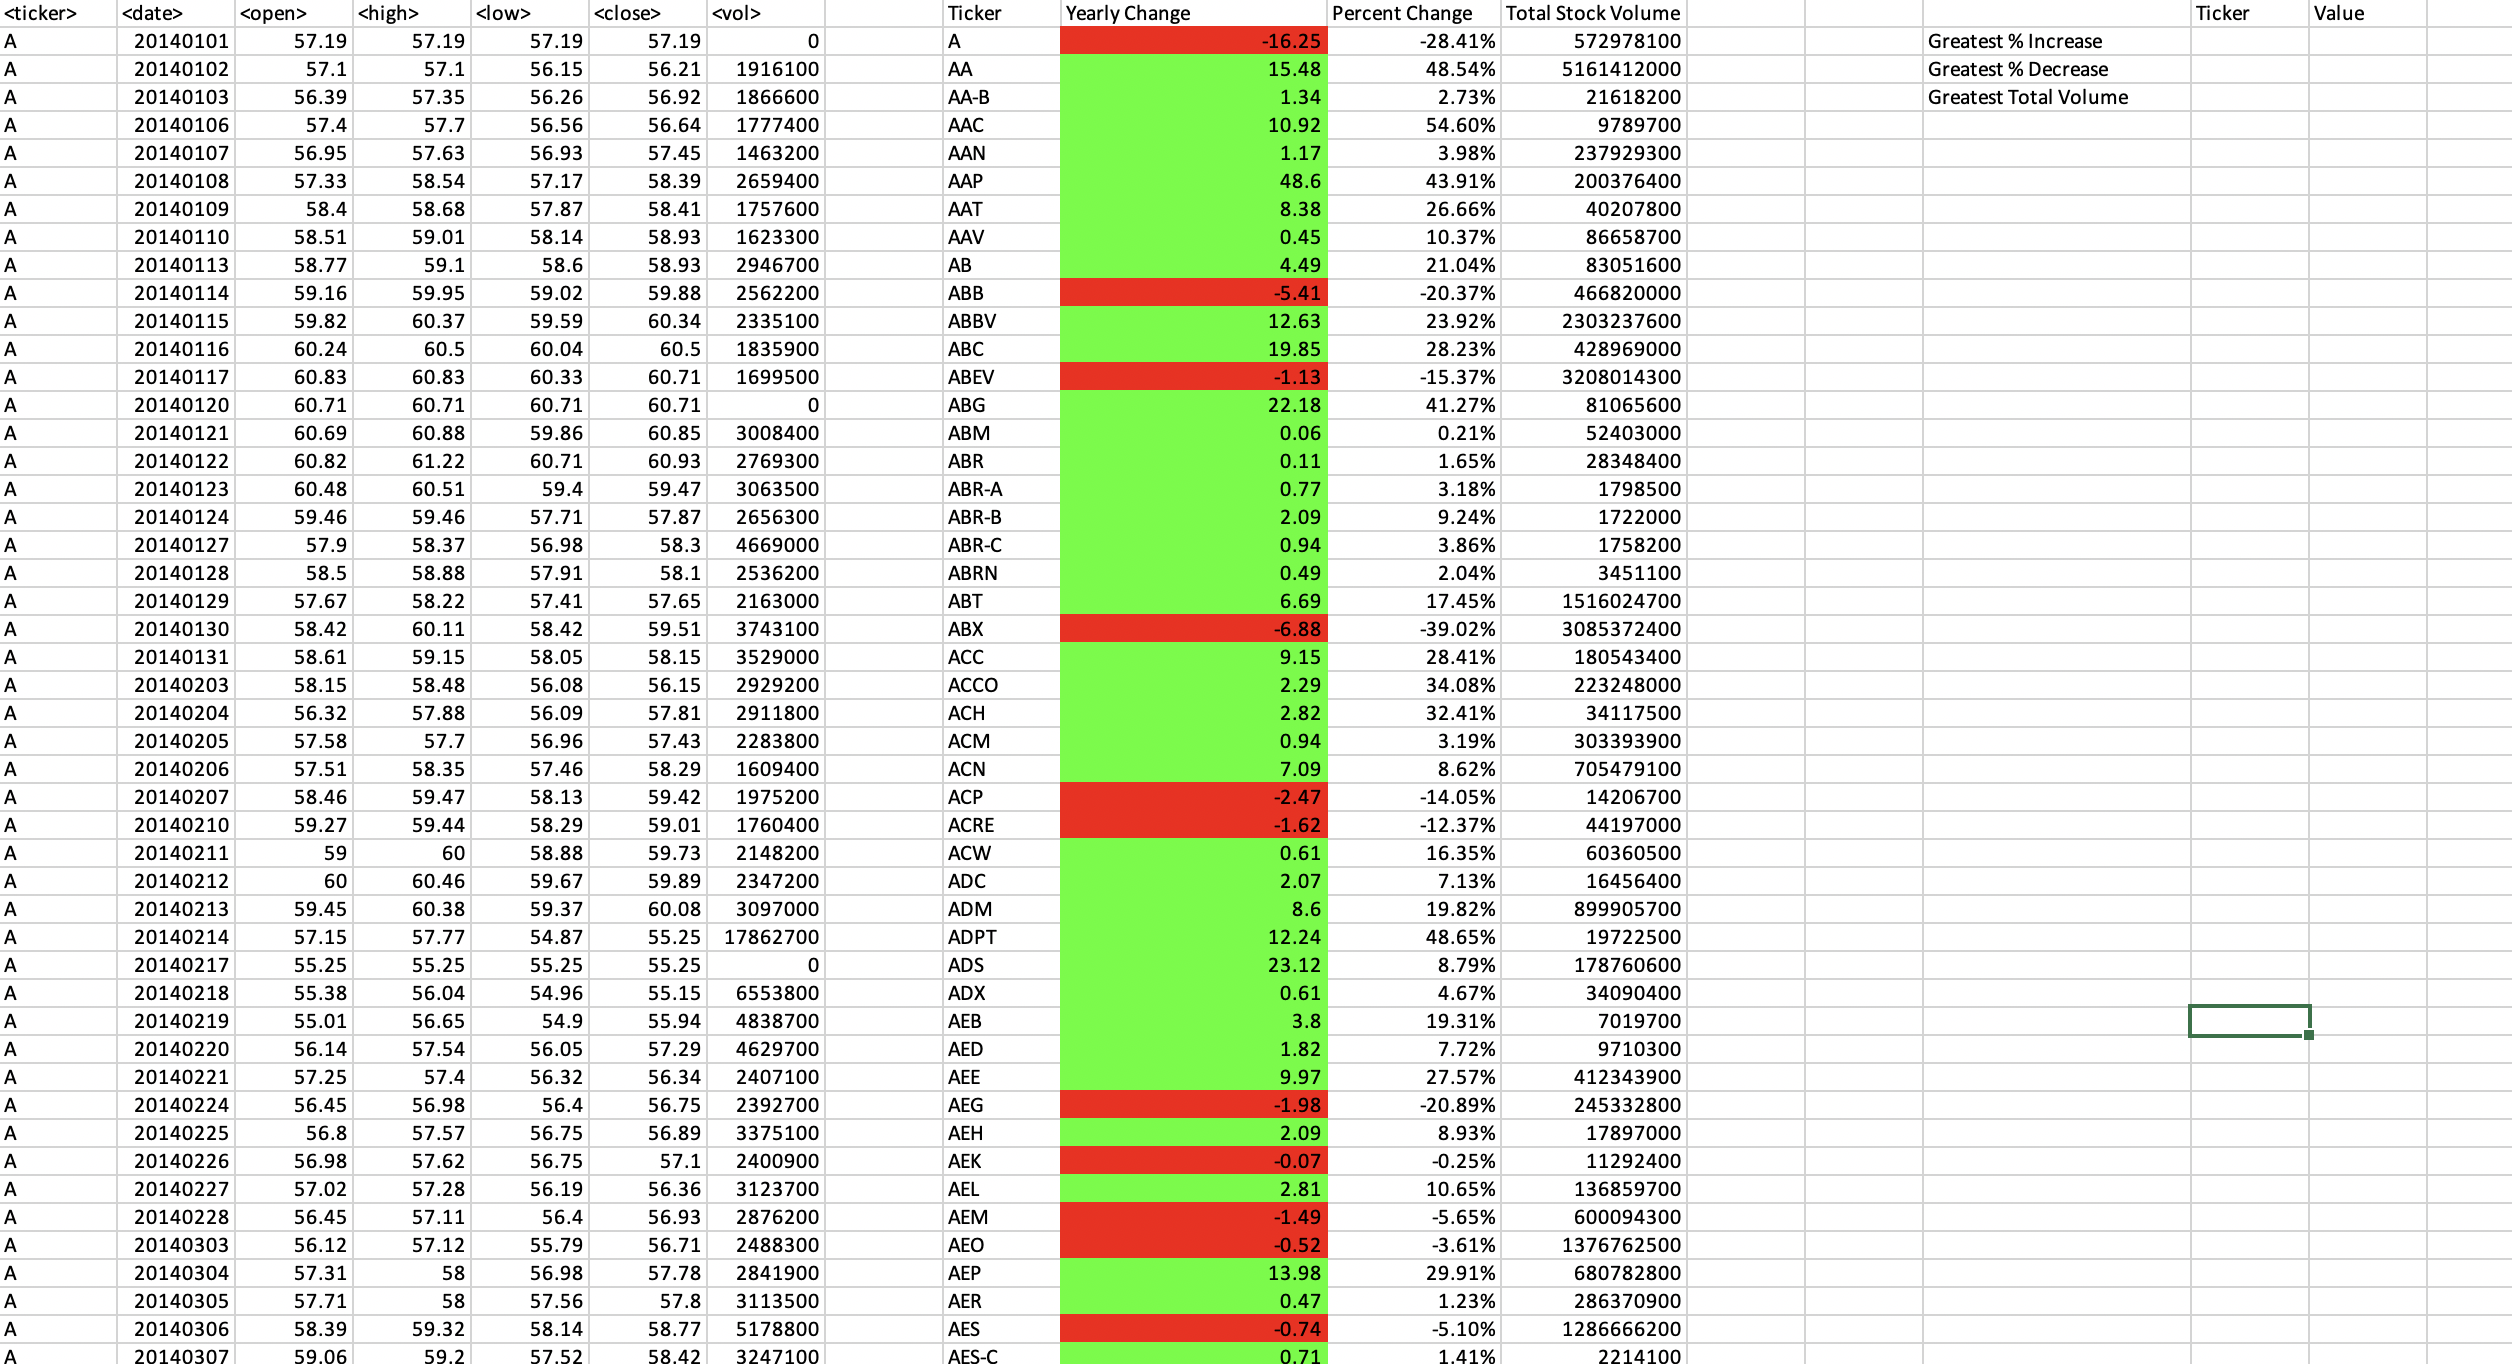 <ticker> <date> <open> <high> <low> <close> <vol> Ticker Yearly Change Percent Change Total Stock Volume Ticker Value
A 20140101 57.19 57.19 57.19 57.19 0 A -16.25 -28.41% 572978100 Greatest % Increase
A 20140102 57.1 57.1 56.15 56.21 1916100 AA 15.48 48.54% 5161412000 Greatest % Decrease
A 20140103 56.39 57.35 56.26 56.92 1866600 AA-B 1.34 2.73% 21618200 Greatest Total Volume
A 20140106 57.4 57.7 56.56 56.64 1777400 AAC 10.92 54.60% 9789700
A 20140107 56.95 57.63 56.93 57.45 1463200 AAN 1.17 3.98% 237929300
A 20140108 57.33 58.54 57.17 58.39 2659400 AAP 48.6 43.91% 200376400
A 20140109 58.4 58.68 57.87 58.41 1757600 AAT 8.38 26.66% 40207800
A 20140110 58.51 59.01 58.14 58.93 1623300 AAV 0.45 10.37% 86658700
A 20140113 58.77 59.1 58.6 58.93 2946700 AB 4.49 21.04% 83051600
A 20140114 59.16 59.95 59.02 59.88 2562200 ABB -5.41 -20.37% 466820000
A 20140115 59.82 60.37 59.59 60.34 2335100 ABBV 12.63 23.92% 2303237600
A 20140116 60.24 60.5 60.04 60.5 1835900 ABC 19.85 28.23% 428969000
A 20140117 60.83 60.83 60.33 60.71 1699500 ABEV -1.13 -15.37% 3208014300
A 20140120 60.71 60.71 60.71 60.71 0 ABG 22.18 41.27% 81065600
A 20140121 60.69 60.88 59.86 60.85 3008400 ABM 0.06 0.21% 52403000
A 20140122 60.82 61.22 60.71 60.93 2769300 ABR 0.11 1.65% 28348400
A 20140123 60.48 60.51 59.4 59.47 3063500 ABR-A 0.77 3.18% 1798500
A 20140124 59.46 59.46 57.71 57.87 2656300 ABR-B 2.09 9.24% 1722000
A 20140127 57.9 58.37 56.98 58.3 4669000 ABR-C 0.94 3.86% 1758200
A 20140128 58.5 58.88 57.91 58.1 2536200 ABRN 0.49 2.04% 3451100
A 20140129 57.67 58.22 57.41 57.65 2163000 ABT 6.69 17.45% 1516024700
A 20140130 58.42 60.11 58.42 59.51 3743100 ABX -6.88 -39.02% 3085372400
A 20140131 58.61 59.15 58.05 58.15 3529000 ACC 9.15 28.41% 180543400
A 20140203 58.15 58.48 56.08 56.15 2929200 ACCO 2.29 34.08% 223248000
A 20140204 56.32 57.88 56.09 57.81 2911800 ACH 2.82 32.41% 34117500
A 20140205 57.58 57.7 56.96 57.43 2283800 ACM 0.94 3.19% 303393900
A 20140206 57.51 58.35 57.46 58.29 1609400 ACN 7.09 8.62% 705479100
A 20140207 58.46 59.47 58.13 59.42 1975200 ACP -2.47 -14.05% 14206700
A 20140210 59.27 59.44 58.29 59.01 1760400 ACRE -1.62 -12.37% 44197000
A 20140211 59 60 58.88 59.73 2148200 ACW 0.61 16.35% 60360500
A 20140212 60 60.46 59.67 59.89 2347200 ADC 2.07 7.13% 16456400
A 20140213 59.45 60.38 59.37 60.08 3097000 ADM 8.6 19.82% 899905700
A 20140214 57.15 57.77 54.87 55.25 17862700 ADPT 12.24 48.65% 19722500
A 20140217 55.25 55.25 55.25 55.25 0 ADS 23.12 8.79% 178760600
A 20140218 55.38 56.04 54.96 55.15 6553800 ADX 0.61 4.67% 34090400
A 20140219 55.01 56.65 54.9 55.94 4838700 AEB 3.8 19.31% 7019700
A 20140220 56.14 57.54 56.05 57.29 4629700 AED 1.82 7.72% 9710300
A 20140221 57.25 57.4 56.32 56.34 2407100 AEE 9.97 27.57% 412343900
A 20140224 56.45 56.98 56.4 56.75 2392700 AEG -1.98 -20.89% 245332800
A 20140225 56.8 57.57 56.75 56.89 3375100 AEH 2.09 8.93% 17897000
A 20140226 56.98 57.62 56.75 57.1 2400900 AEK -0.07 -0.25% 11292400
A 20140227 57.02 57.28 56.19 56.36 3123700 AEL 2.81 10.65% 136859700
A 20140228 56.45 57.11 56.4 56.93 2876200 AEM -1.49 -5.65% 600094300
A 20140303 56.12 57.12 55.79 56.71 2488300 AEO -0.52 -3.61% 1376762500
A 20140304 57.31 58 56.98 57.78 2841900 AEP 13.98 29.91% 680782800
A 20140305 57.71 58 57.56 57.8 3113500 AER 0.47 1.23% 286370900
A 20140306 58.39 59.32 58.14 58.77 5178800 AES -0.74 -5.10% 1286666200
A 20140307 59.06 59.2 57.52 58.42 3247100 AES-C 0.71 1.41% 2214100